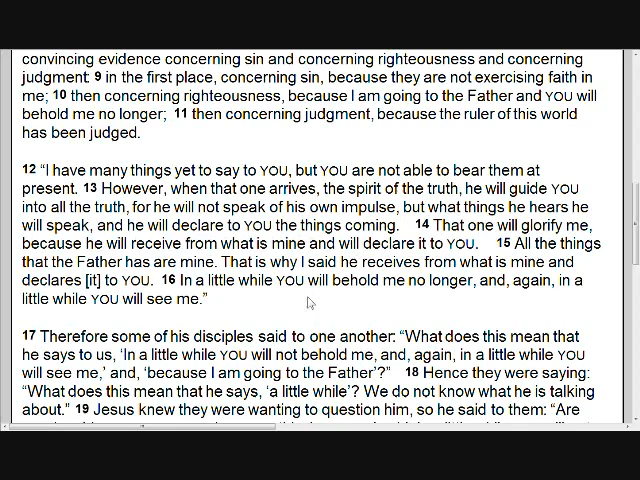 convincing evidence concerning sin and concerning righteousness and concerning
judgment: 9 in the first place, concerning sin, because they are not exercising faith in
me; 10 then concerning righteousness, because I am going to the Father and YOU will
behold me no longer; 11 then concerning judgment, because the ruler of this world
has been judged.
12 “I have many things yet to say to YOU, but YOU are not able to bear them at
present. 13 However, when that one arrives, the spirit of the truth, he will guide YOU
into all the truth, for he will not speak of his own impulse, but what things he hears he
will speak, and he will declare to YOU the things coming. 14 That one will glorify me,
because he will receive from what is mine and will declare it to YOU. 15 All the things
that the Father has are mine. That is why I said he receives from what is mine and
declares [it] to YOU. 16 In a little while YOU will behold me no longer, and, again, in a
little while YOU will see me.”
17 Therefore some of his disciples said to one another: “What does this mean that
he says to us, ‘In a little while YOU will not behold me, and, again, in a little while YOU
will see me,’ and, ‘because I am going to the Father’?” 18 Hence they were saying:
“What does this mean that he says, ‘a little while’? We do not know what he is talking
about.” 19 Jesus knew they were wanting to question him, so he said to them: “Are